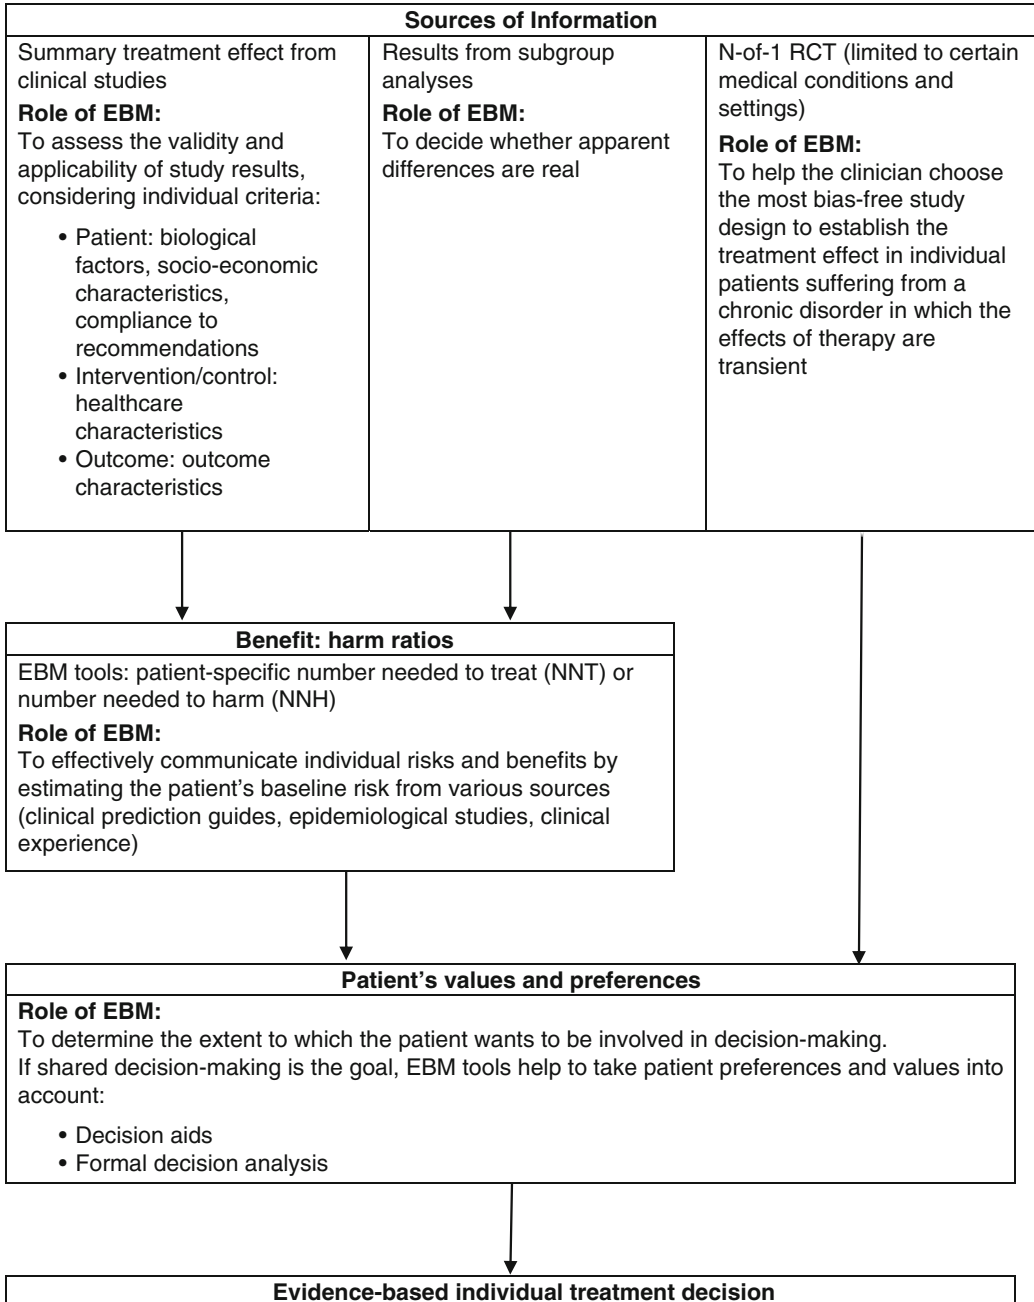 Sources of Information
Summary treatment effect from
clinical studies
Role of EBM:
To assess the validity and
applicability of study results,
considering individual criteria:
• Patient: biological
factors, socio-economic
characteristics,
compliance to
recommendations
• Intervention/control:
healthcare
characteristics
• Outcome: outcome
characteristics
Results from subgroup
analyses
Role of EBM:
To decide whether apparent
differences are real
N-of-1 RCT (limited to certain
medical conditions and
settings)
Role of EBM:
To help the clinician choose
the most bias-free study
design to establish the
treatment effect in individual
patients suffering from a
chronic disorder in which the
effects of therapy are
transient
Benefit: harm ratios
EBM tools: patient-specific number needed to treat (NNT) or
number needed to harm (NNH)
Role of EBM:
To effectively communicate individual risks and benefits by
estimating the patient's baseline risk from various sources
(clinical prediction guides, epidemiological studies, clinical
experience)
Patient's values and preferences
Role of EBM:
To determine the extent to which the patient wants to be involved in decision-making.
If shared decision-making is the goal, EBM tools help to take patient preferences and values into
account:
• Decision aids
• Formal decision analysis
Evidence-based individual treatment decision